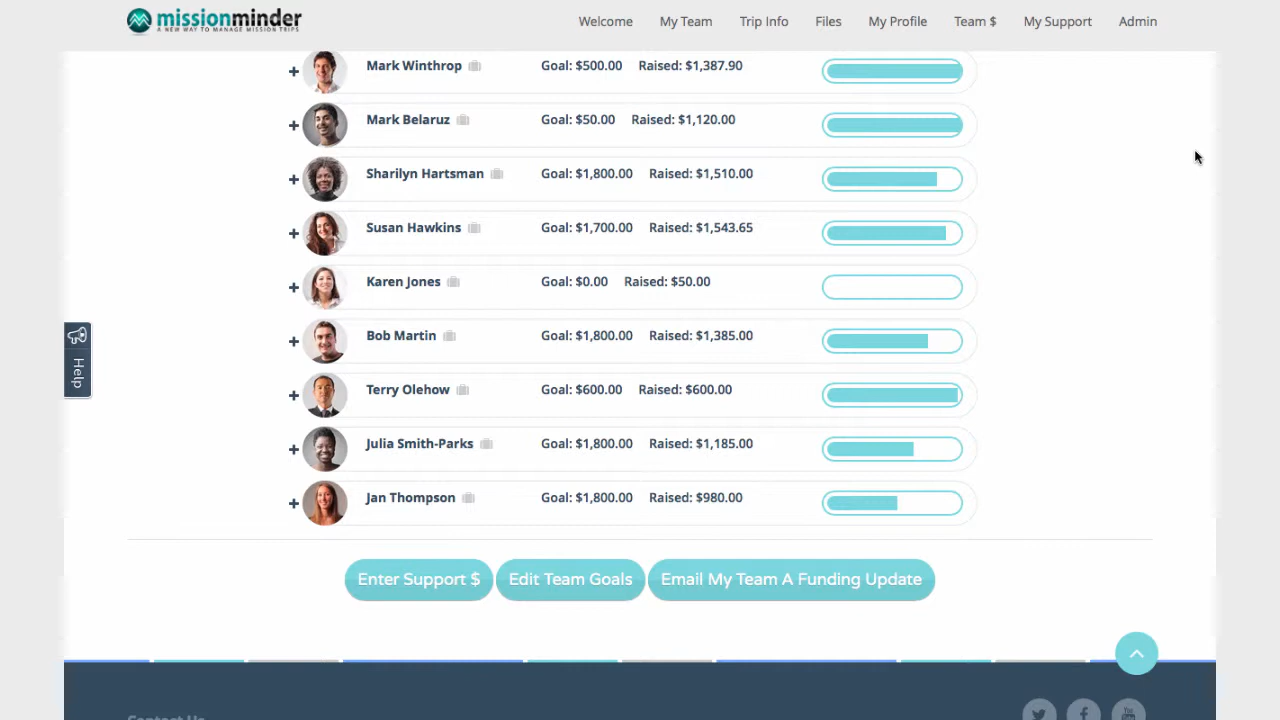 missionminder
A NEW WAY TO MANAGE MISSION TRIPS
Welcome My Team Trip Info Files My Profile Team $ My Support Admin
Mark Winthrop Goal: $500.00 Raised: $1,387.90
Mark Belaruz Goal: $50.00 Raised: $1,120.00
Sharilyn Hartsman Goal: $1,800.00 Raised: $1,510.00
Susan Hawkins Goal: $1,700.00 Raised: $1,543.65
Karen Jones Goal: $0.00 Raised: $50.00
Bob Martin Goal: $1,800.00 Raised: $1,385.00
Help
Terry Olehow Goal: $600.00 Raised: $600.00
Julia Smith-Parks Goal: $1,800.00 Raised: $1,185.00
Jan Thompson Goal: $1,800.00 Raised: $980.00
Enter Support $ Edit Team Goals Email My Team A Funding Update
Contact Us